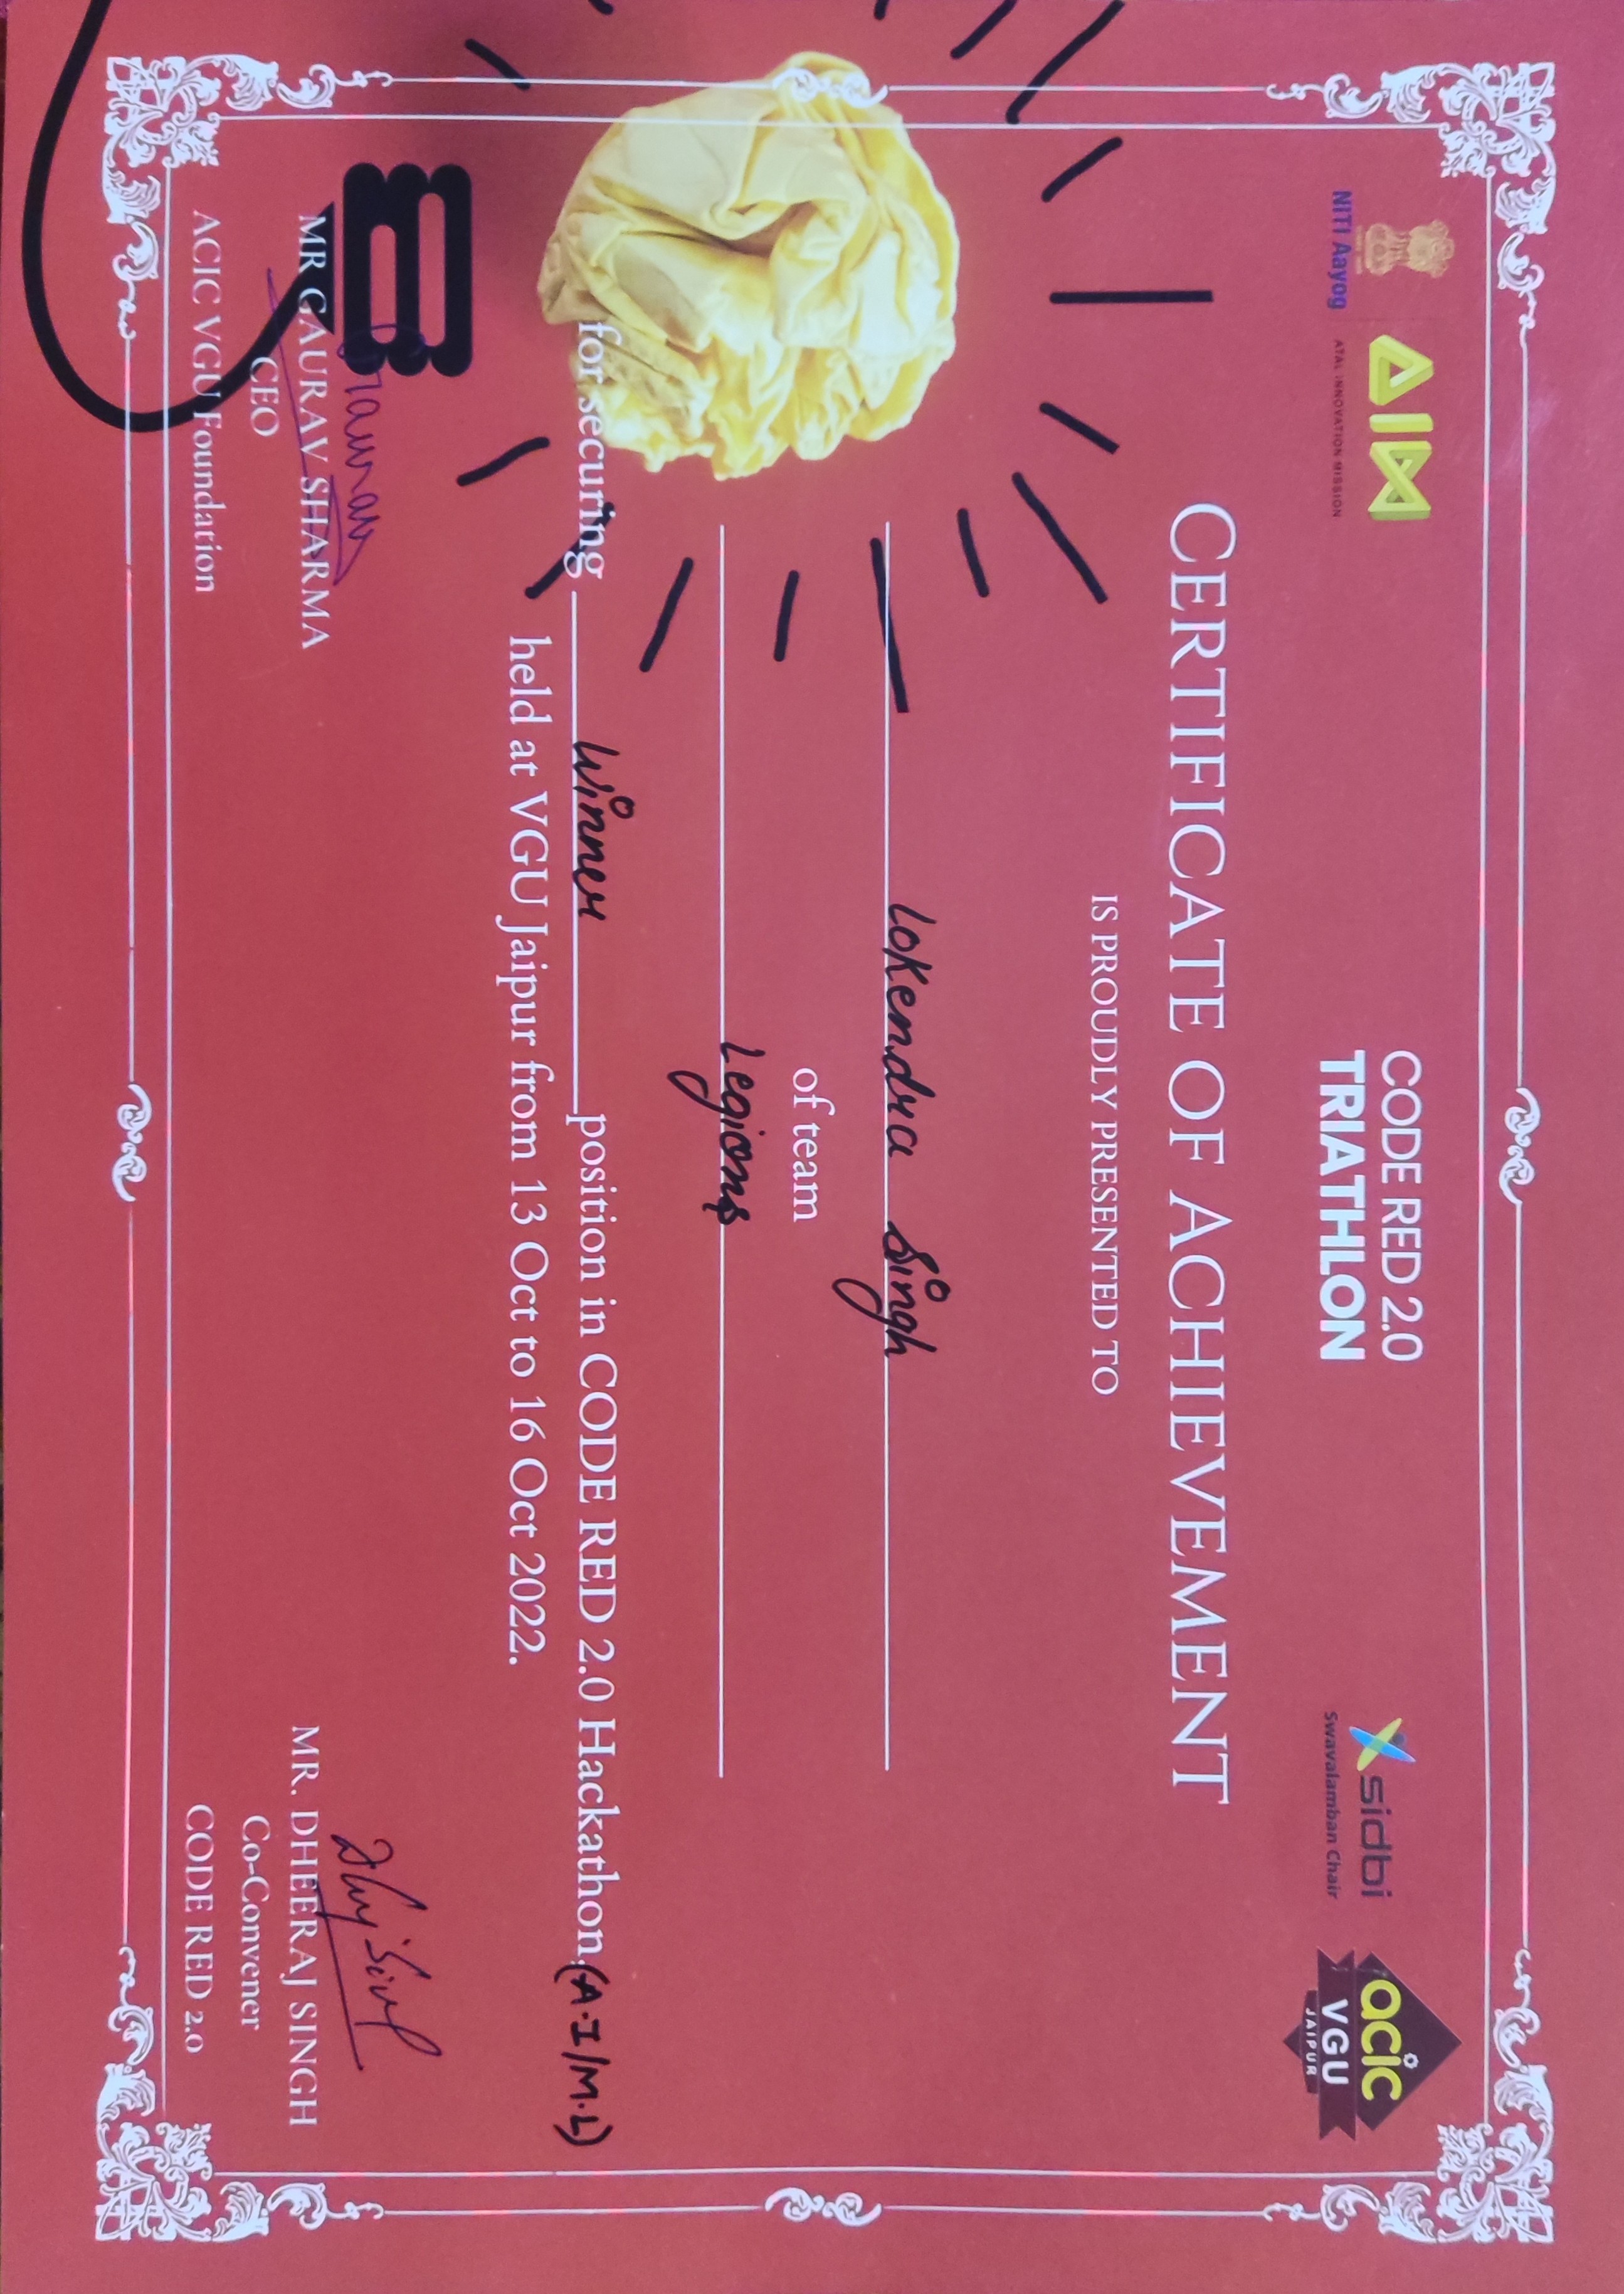 NITI Aayog
AIM
ATAL INNOVATION MISSION
CODE RED 2.0
TRIATHLON
sidbi
Swavalamban Chair
acic
VGU
JAIPUR
CERTIFICATE OF ACHIEVEMENT
IS PROUDLY PRESENTED TO
Lokendra Singh
of team
Legions
for securing Winner position in CODE RED 2.0 Hackathon, (A.I/M.L)
held at VGU Jaipur from 13 Oct to 16 Oct 2022.
Gaurav
MR GAURAV SHARMA
CEO
ACIC VGU Foundation
MR. DHEERAJ SINGH
Co-Convener
CODE RED 2.0